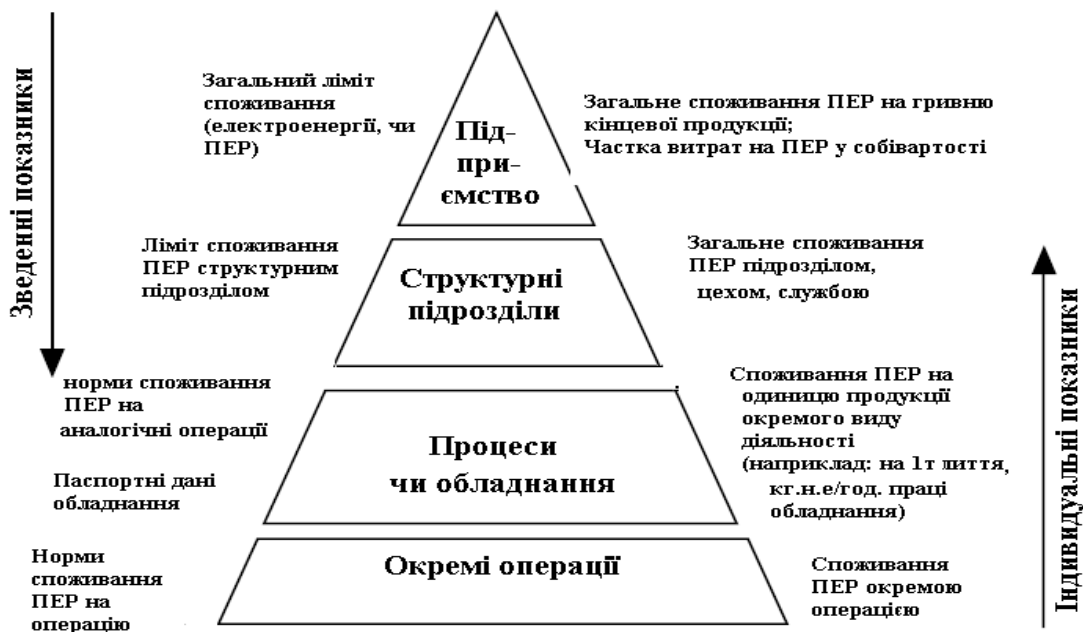 Зведенні показники
Загальний ліміт
споживання
(електроенергії, чи
ПЕР)
Під-
при-
ємство
Загальне споживання ПЕР на гривню
кінцевої продукції;
Частка витрат на ПЕР у собівартості
Ліміт споживання
ПЕР структурним
підрозділом
Структурні
підрозділи
Загальне споживання
ПЕР підрозділом,
цехом, службою
норми споживання
ПЕР на
аналогічні операції
Паспортні дані
обладнання
Процеси
чи обладнання
Споживання ПЕР на
одиницю продукції
окремого виду
діяльності
(наприклад: на 1т лиття,
кг.н.е/год. праці
обладнання)
Норми
споживання
ПЕР на
операцію
Окремі операції
Споживання
ПЕР окремою
операцією
Індивидуальні показники